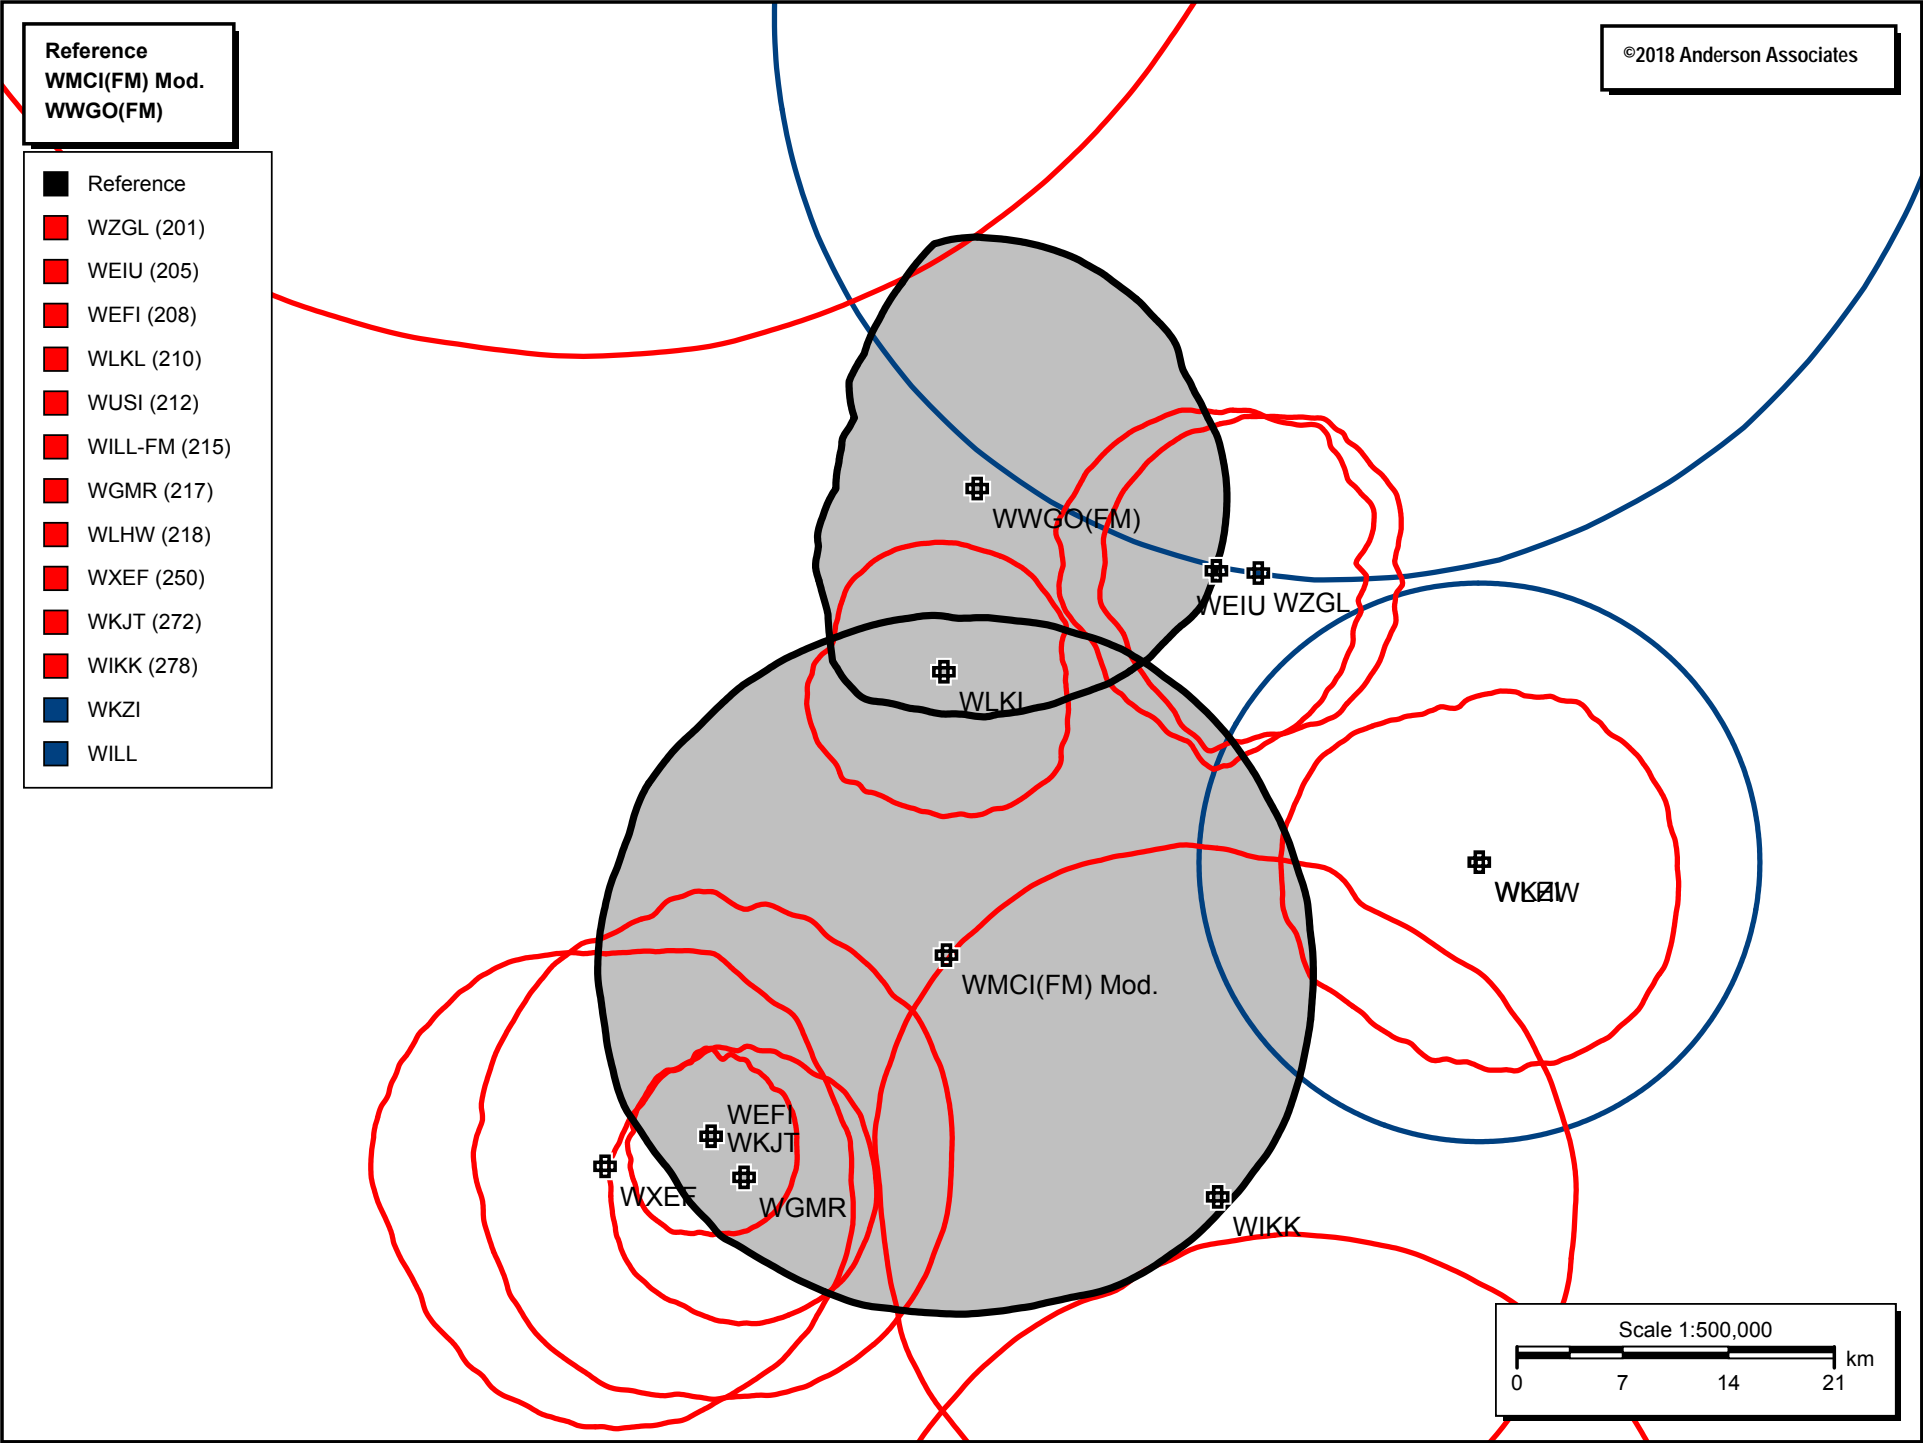 Reference
WMCI(FM) Mod.
WWGO(FM)
©2018 Anderson Associates
Reference
WZGL (201)
WEIU (205)
WEFI (208)
WLKL (210)
WUSI (212)
WILL-FM (215)
WGMR (217)
WLHW (218)
WXEF (250)
WKJT (272)
WIKK (278)
WKZI
WILL
WWGO(FM)
WEIU WZGL
WLKL
WMCI(FM) Mod.
WEFI
WKJT
WXEF
WGMR
WIKK
Scale 1:500,000
km
0 7 14 21